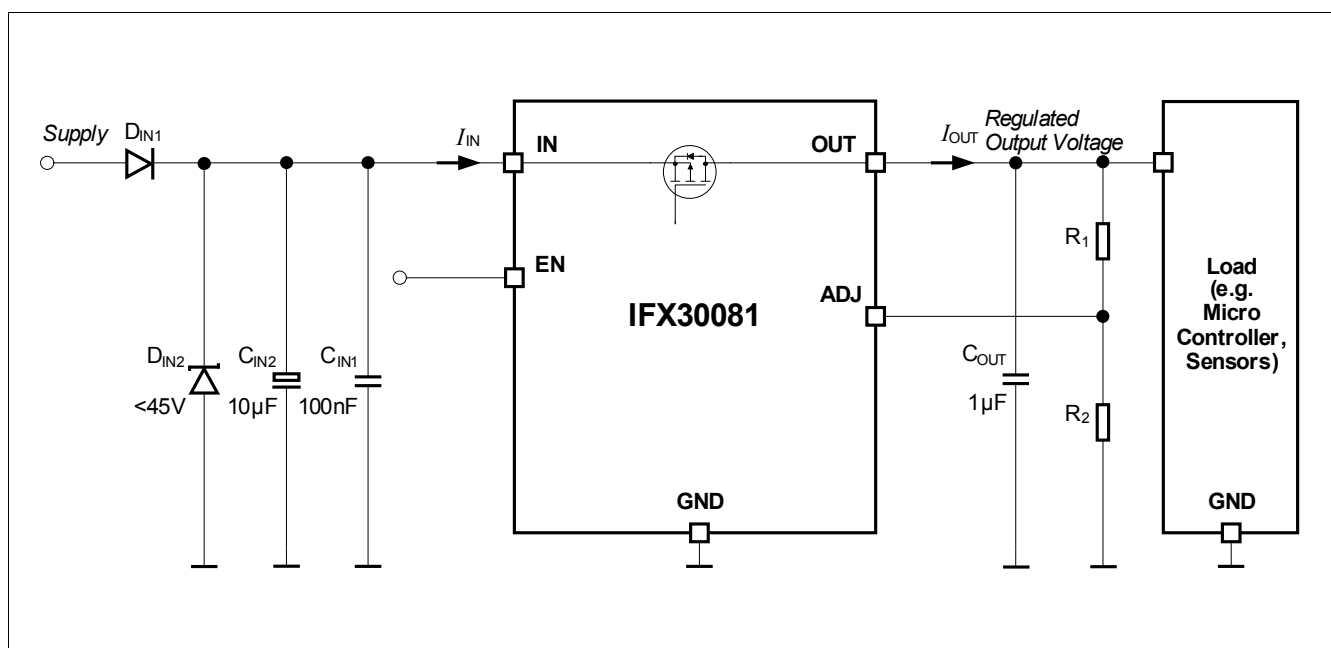 Supply
DIN1
IIN
IN
OUT
IOUT
Regulated
Output Voltage
EN
ADJ
IFX30081
DIN2
<45V
CIN2
10µF
CIN1
100nF
GND
COUT
1µF
R1
R2
Load
(e.g.
Micro
Controller,
Sensors)
GND